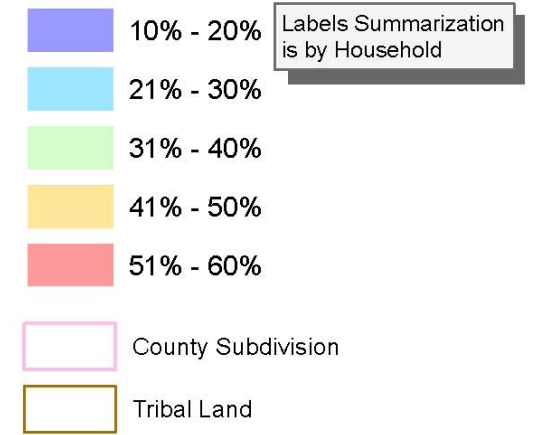 10% - 20%
Labels Summarization
is by Household
21% - 30%
31% - 40%
41% - 50%
51% - 60%
County Subdivision
Tribal Land